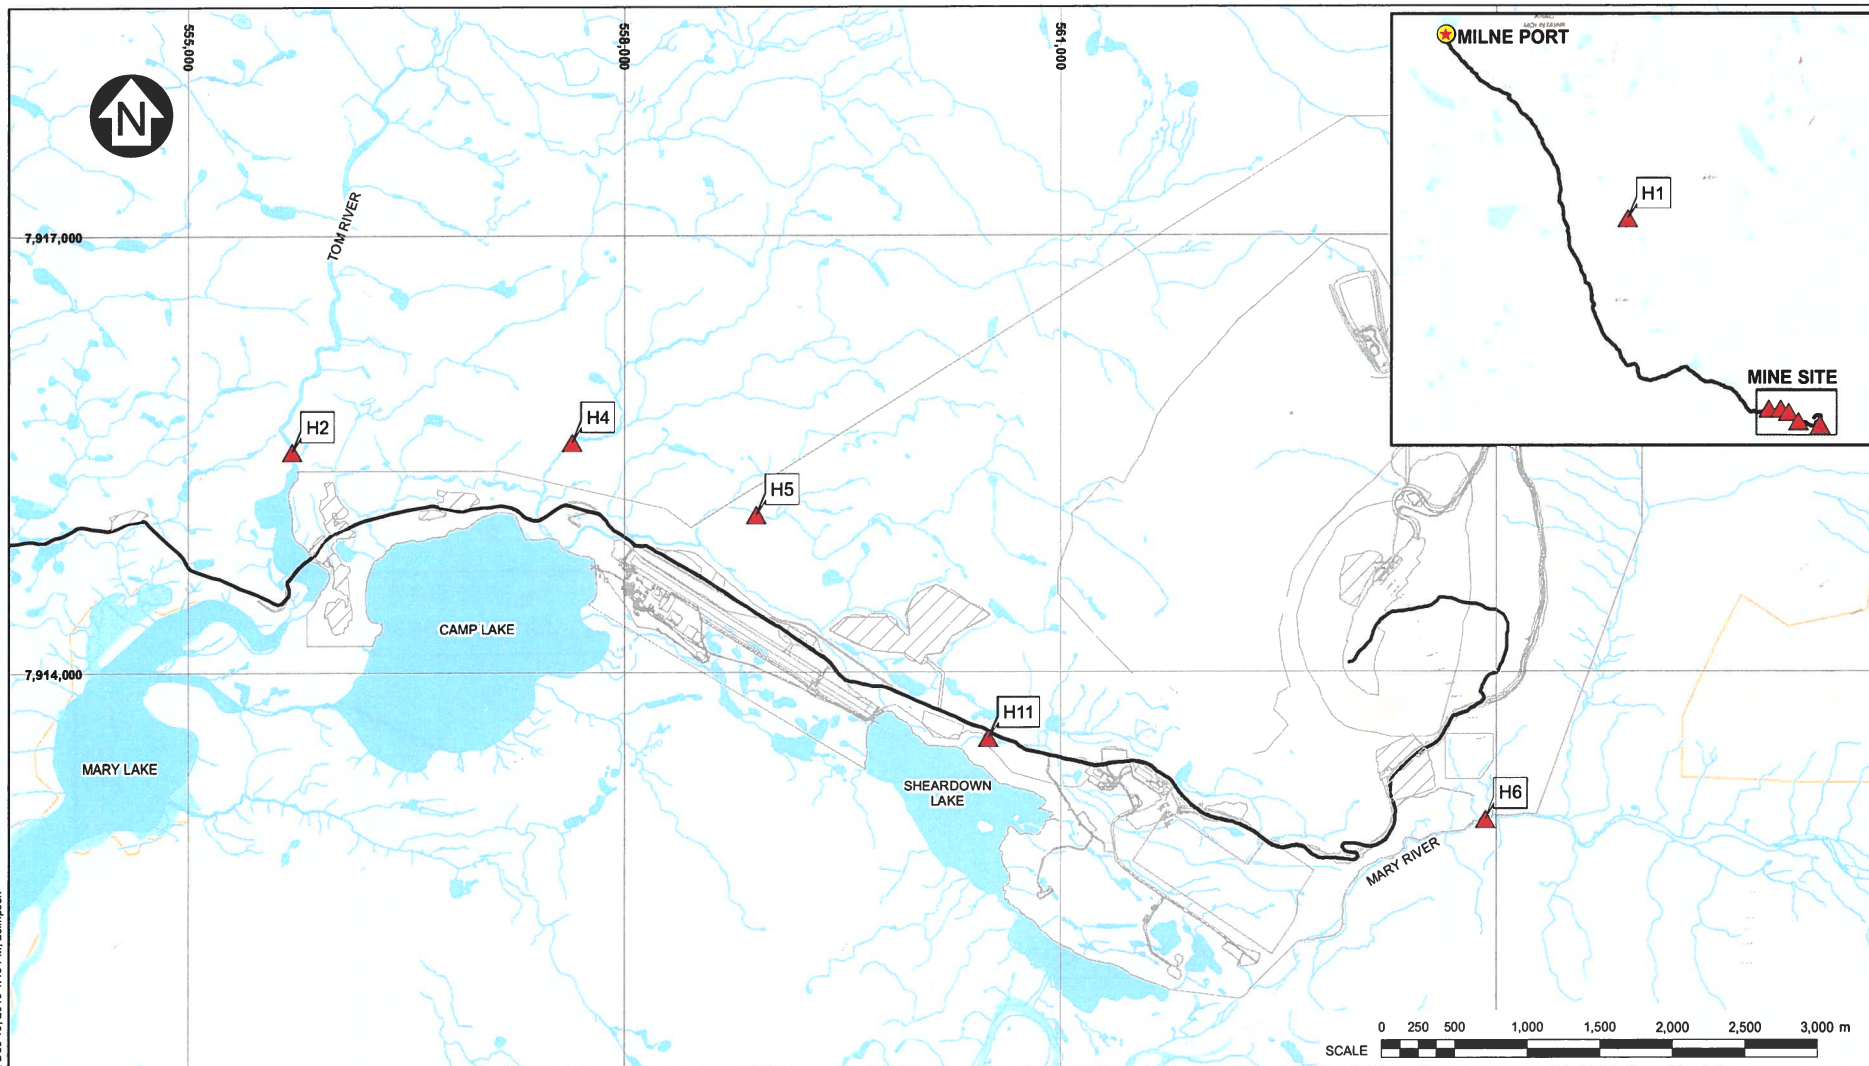 555,000
558,000
561,000
N
MILNE PORT
H1
TOM RIVER
7,917,000
MINE SITE
H2
H4
H5
CAMP LAKE
7,914,000
H11
MARY LAKE
SHEARDOWN
LAKE
H6
MARY RIVER
0 250 500 1,000 1,500 2,000 2,500 3,000 m
SCALE